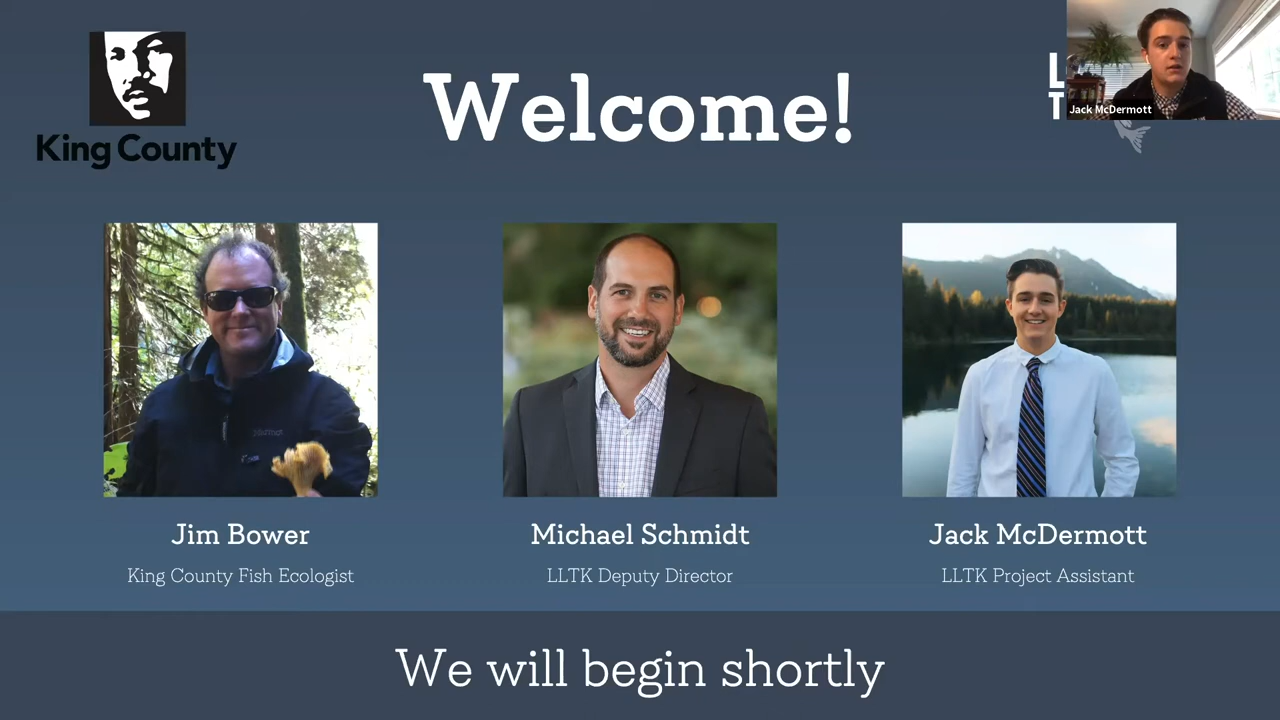 Welcome!
King County
L
T
Jack McDermott
Jim Bower
Michael Schmidt
Jack McDermott
King County Fish Ecologist
LLTK Deputy Director
LLTK Project Assistant
We will begin shortly